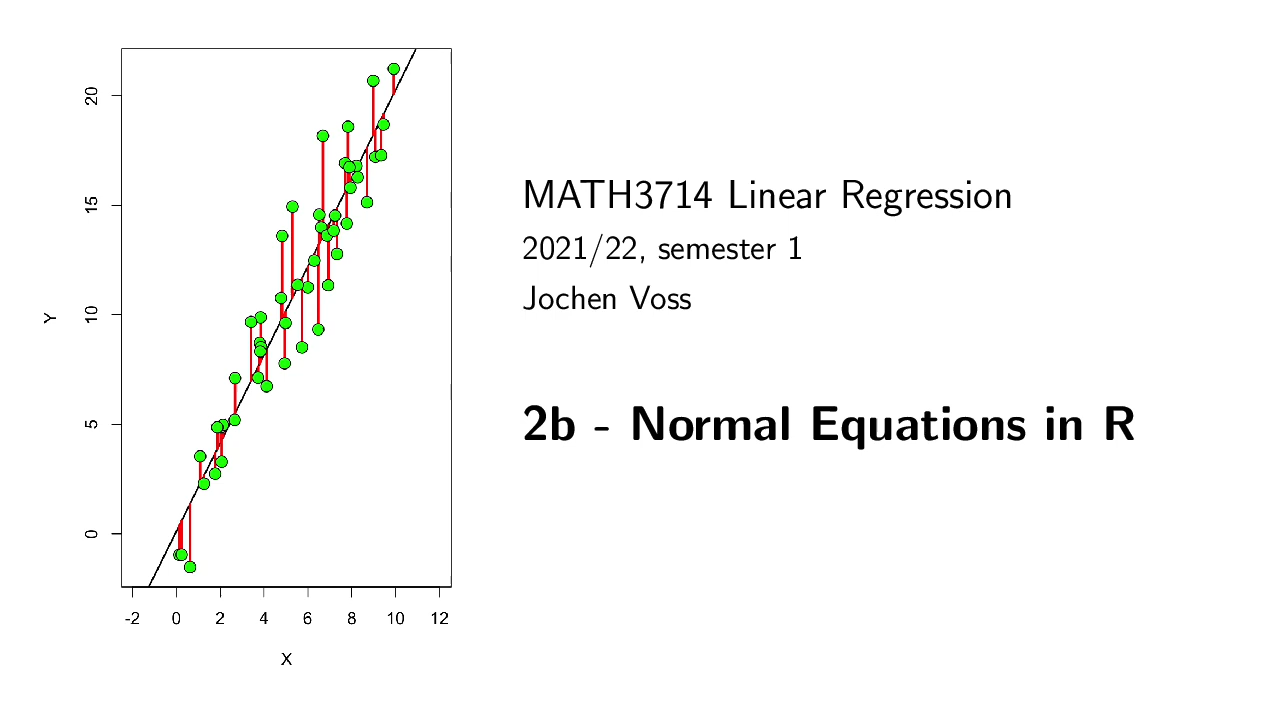 MATH3714 Linear Regression
2021/22, semester 1
Jochen Voss
2b - Normal Equations in R
Y
20
15
10
5
0
-2 0 2 4 6 8 10 12
X